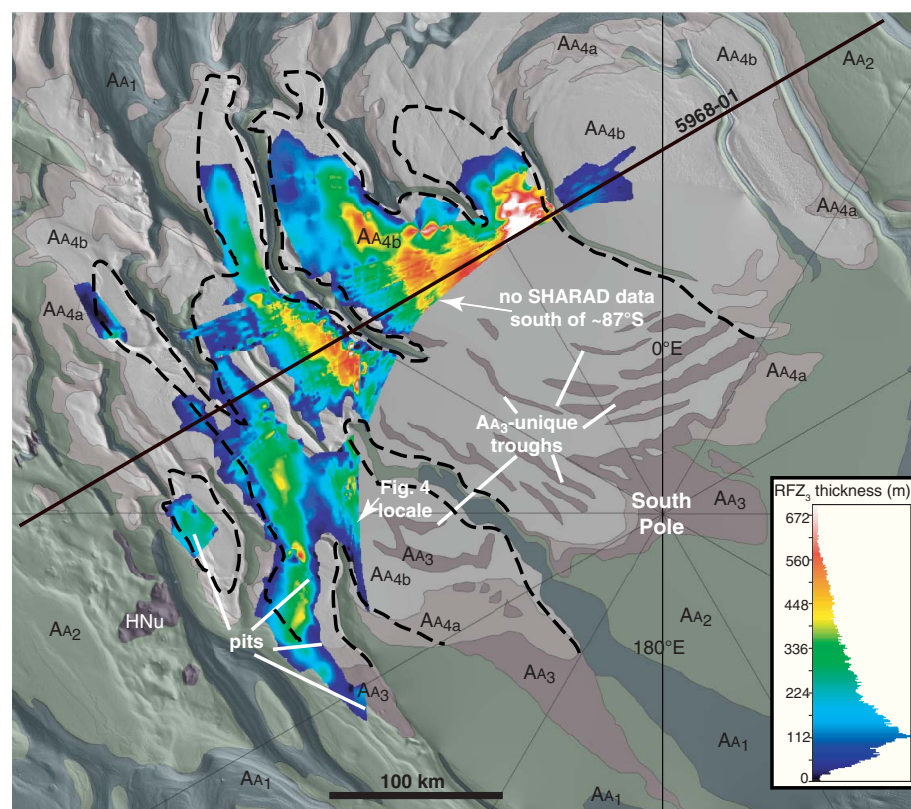 AA4a
AA4b
AA2
AA1
5968-01
AA4b
AA4a
AA4b
AA4b
AA4a
no SHARAD data
south of ~87°S
0°E
AA4a
AA3-unique
troughs
Fig. 4
locale
South
Pole
AA3
AA3
AA4b
HNu
AA2
pits
AA4a
AA2
180°E
AA3
AA1
AA1
100 km
AA1
RFZ3 thickness (m)
672
560
448
336
224
112
0